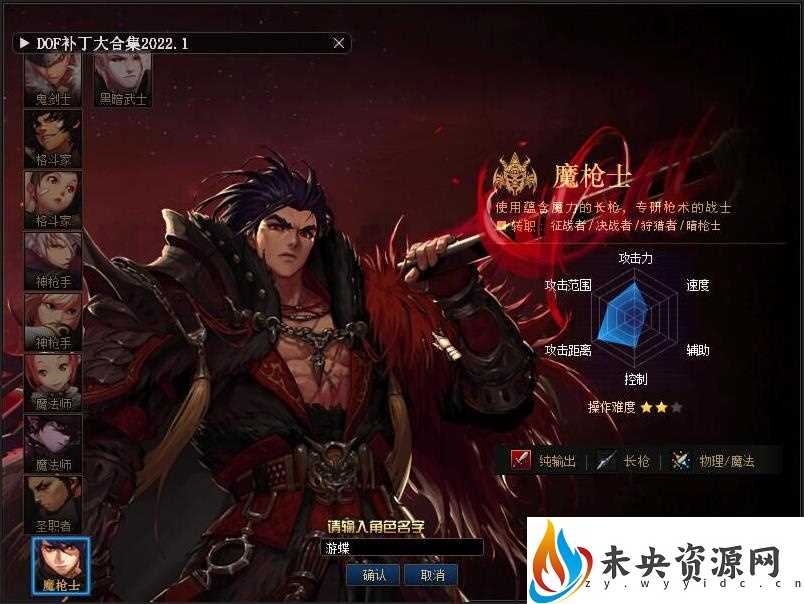 ▶ DOF补丁大合集2022.1
鬼剑士
黑暗武士
格斗家
格斗家
神枪手
神枪手
魔法师
魔法师
圣职者
魔枪士
魔枪士
使用蕴含魔力的长枪，专研枪术的战士
转职：征战者/决战者/狩猎者/暗枪士
攻击力
攻击范围
速度
攻击距离
辅助
控制
操作难度
纯输出
长枪
物理/魔法
请输入角色名字
游蝶
确认
取消
未央资源网
zy.wyyidc.cn